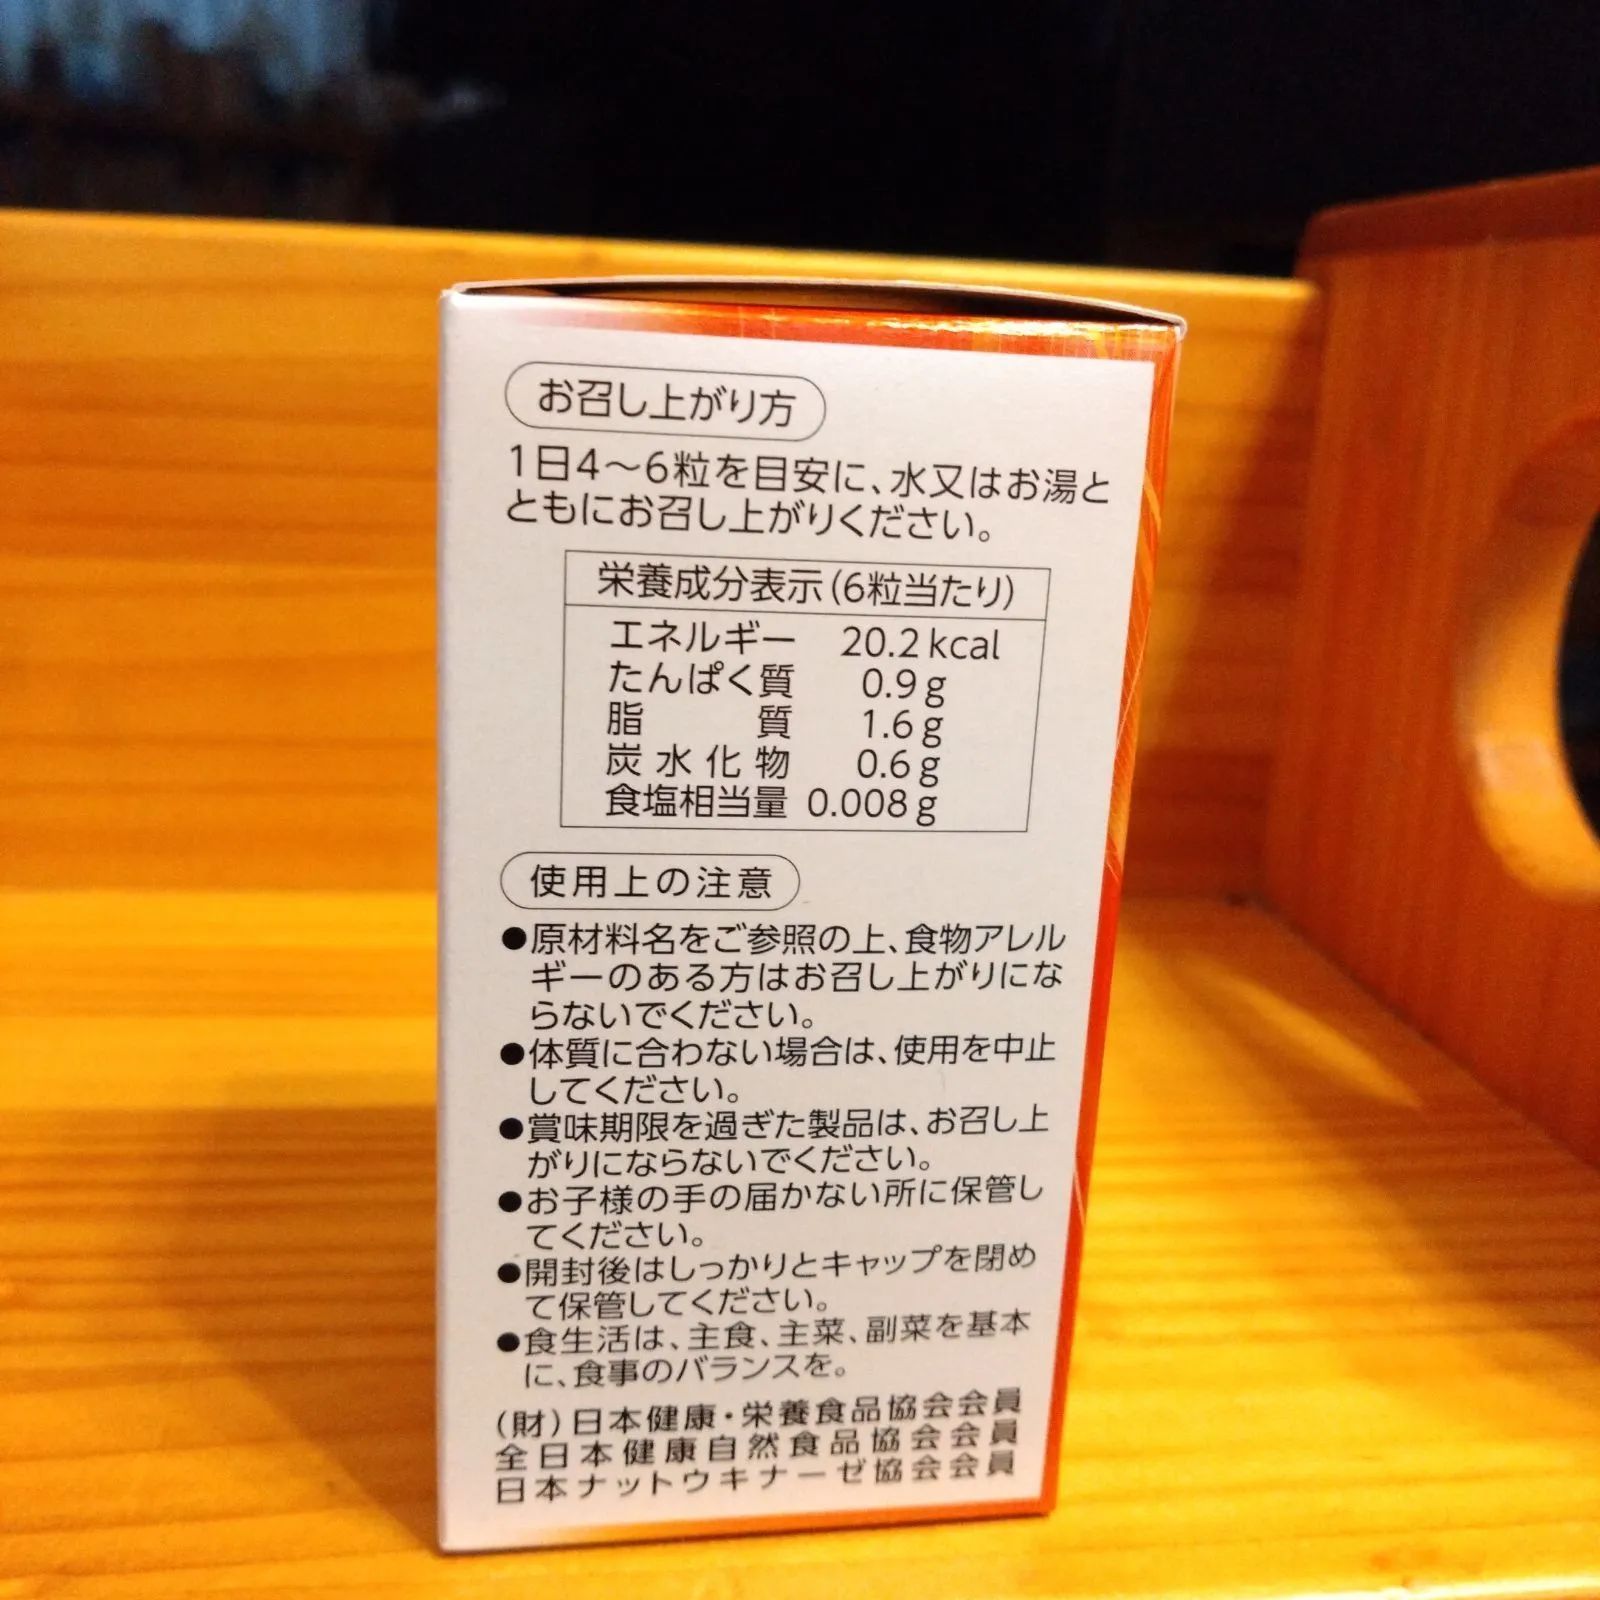 お召し上がり方
1日4～6粒を目安に、水又はお湯と
ともにお召し上がりください。
栄養成分表示(6粒当たり)
エネルギー 20.2kcal
たんぱく質 0.9g
脂質 1.6g
炭水化物 0.6g
食塩相当量 0.008g
使用上の注意
●原材料名をご参照の上、食物アレル
ギーのある方はお召し上がりにな
らないでください。
●体質に合わない場合は、使用を中止
してください。
●賞味期限を過ぎた製品は、お召し上
がりにならないでください。
●お子様の手の届かない所に保管し
てください。
●開封後はしっかりとキャップを閉め
て保管してください。
●食生活は、主食、主菜、副菜を基本
に、食事のバランスを。
(財)日本健康・栄養食品協会会員
全日本健康自然食品協会会員
日本ナットウキナーゼ協会会員